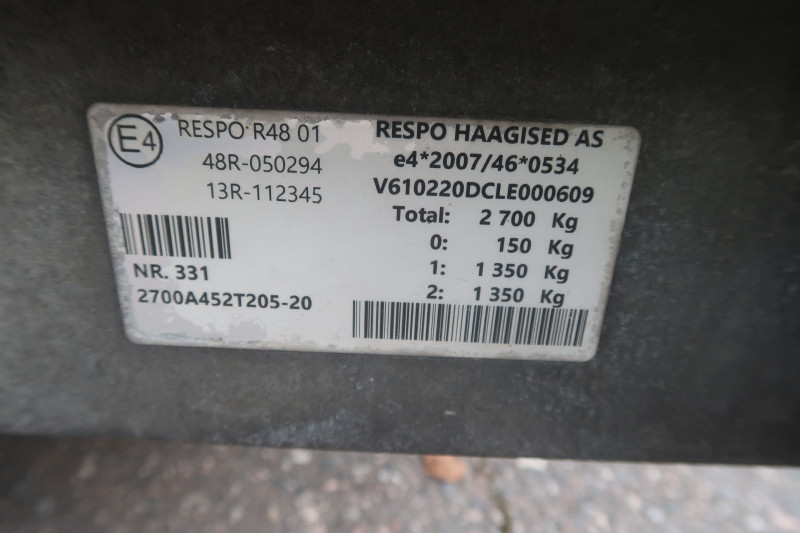 E4
RESPO R48 01
48R-050294
13R-112345
NR. 331
2700A452T205-20
RESPO HAAGISED AS
e4*2007/46*0534
V610220DCLE000609
Total: 2 700 Kg
0: 150 Kg
1: 1 350 Kg
2: 1 350 Kg